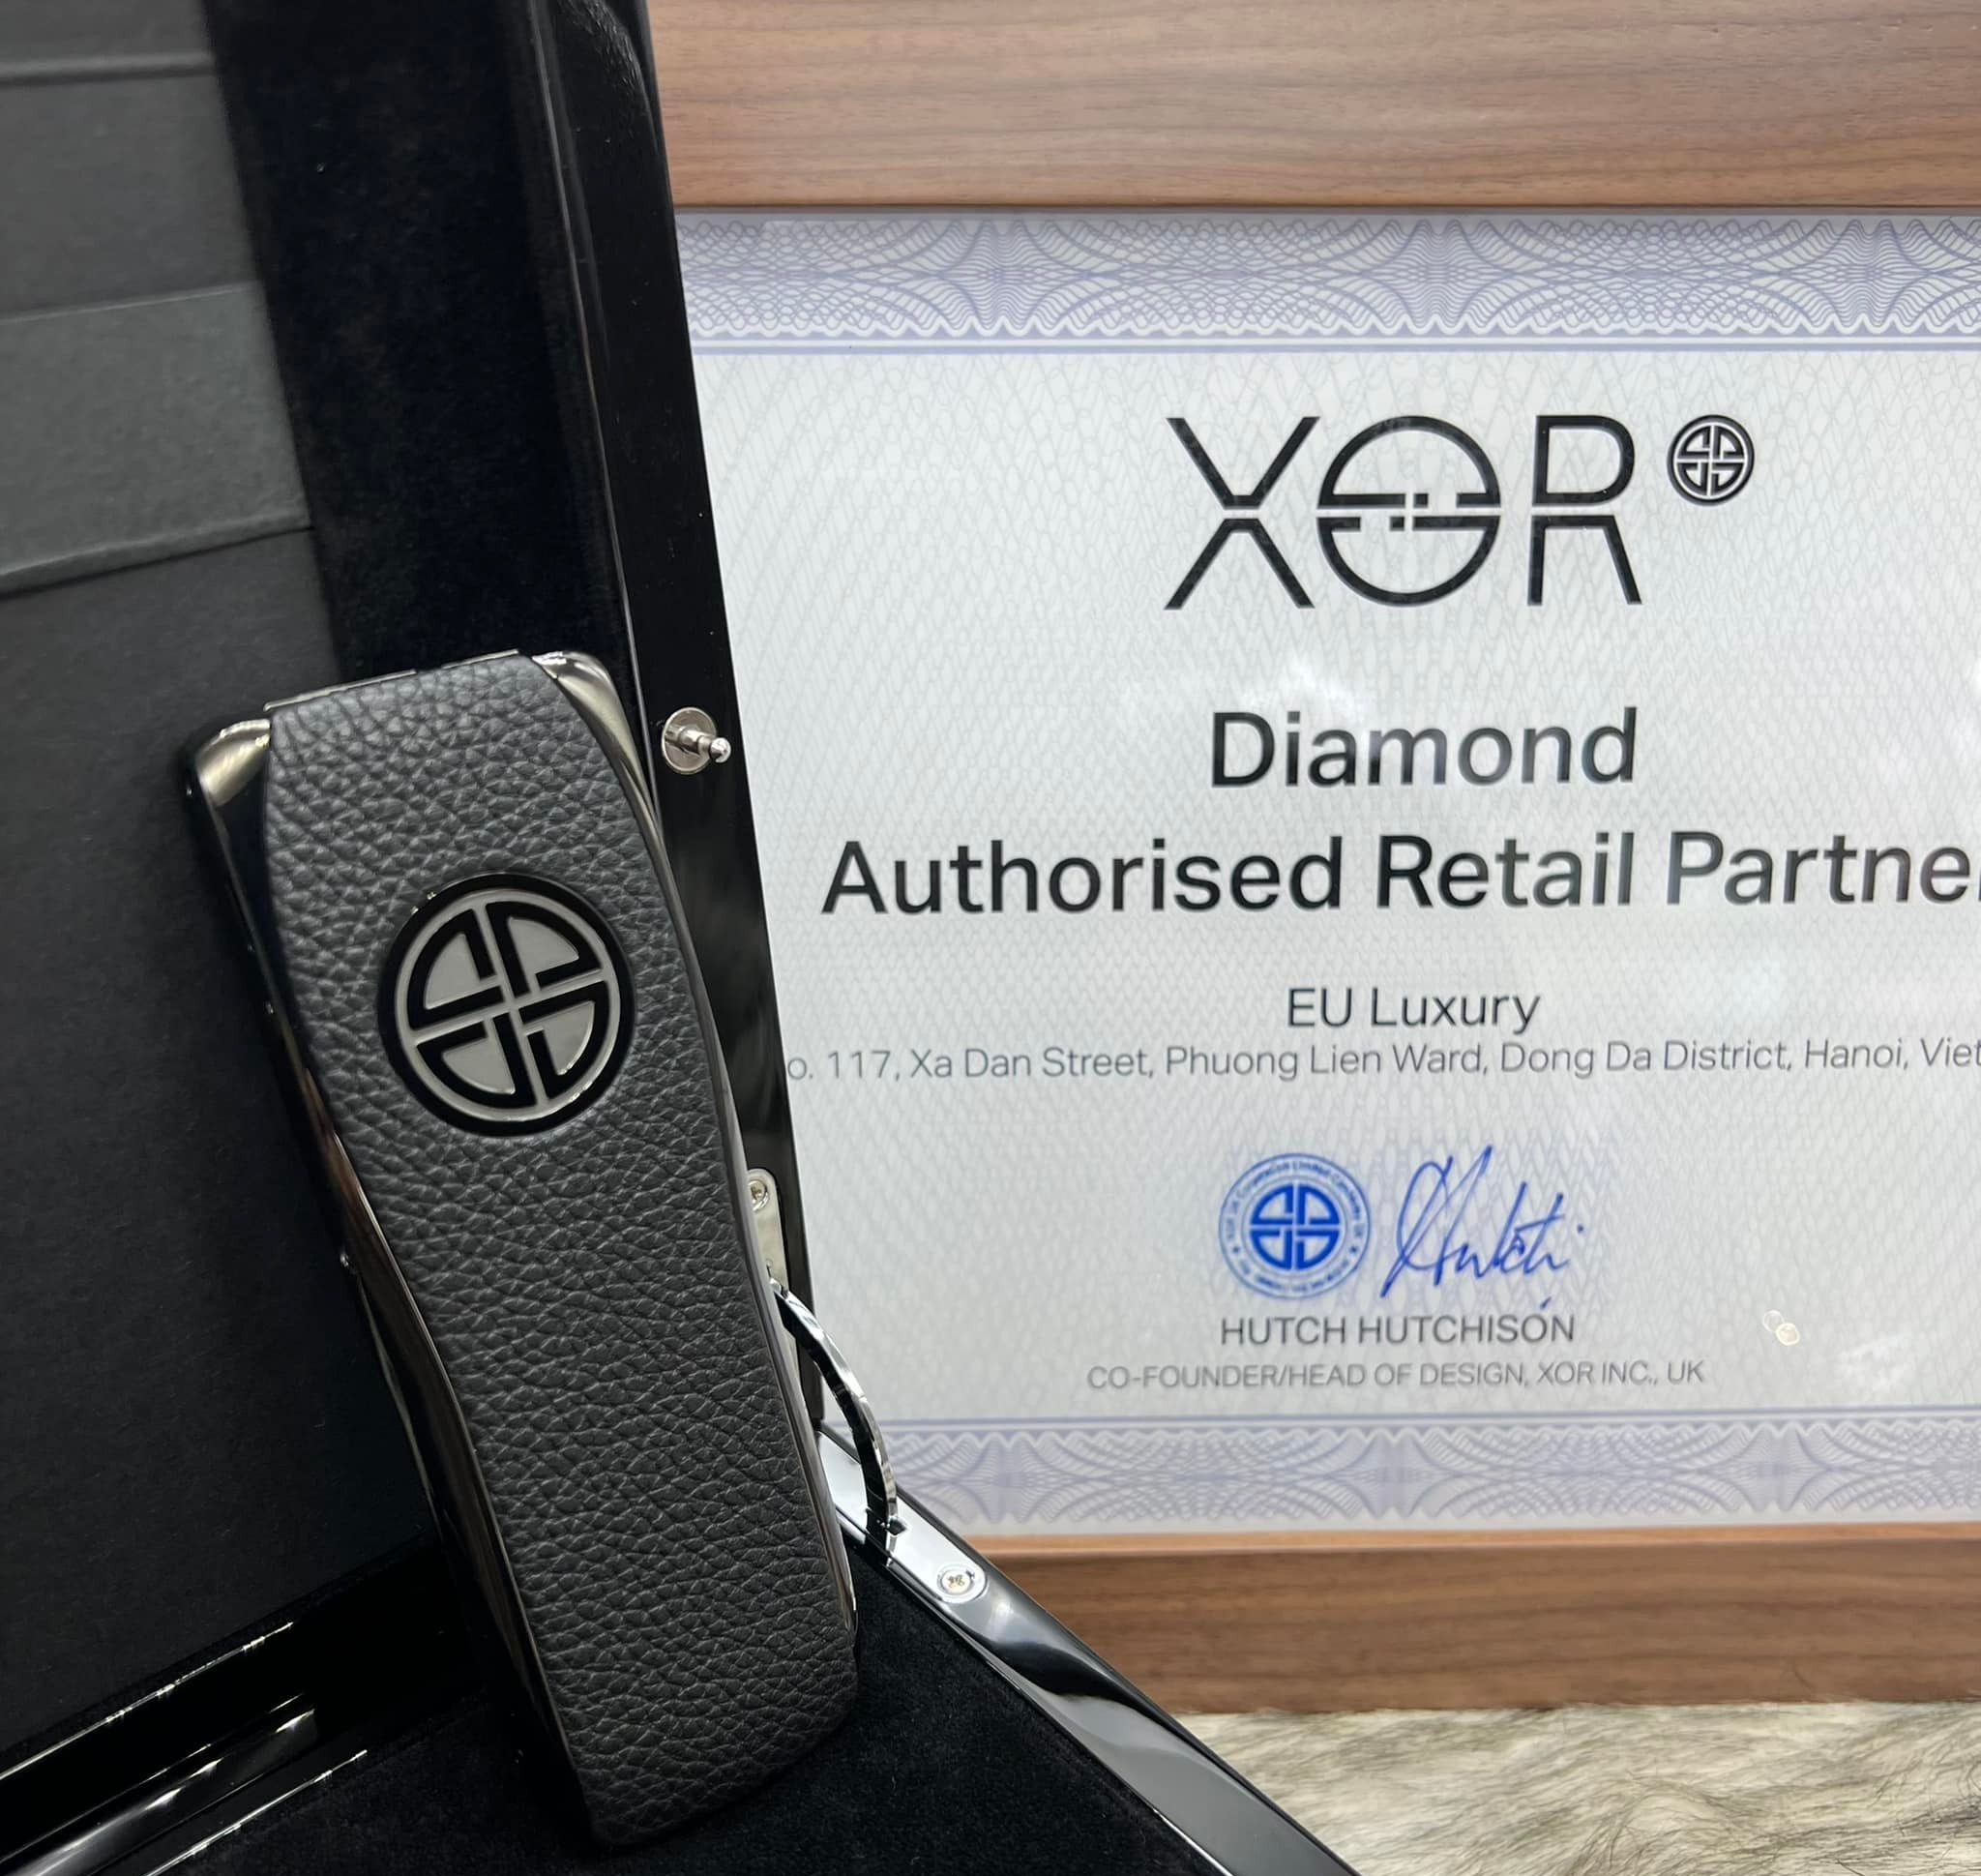 XOR
Diamond
Authorised Retail Partner
EU Luxury
o. 117, Xa Dan Street, Phuong Lien Ward, Dong Da District, Hanoi, Viet
HUTCH HUTCHISON
CO-FOUNDER/HEAD OF DESIGN, XOR INC., UK